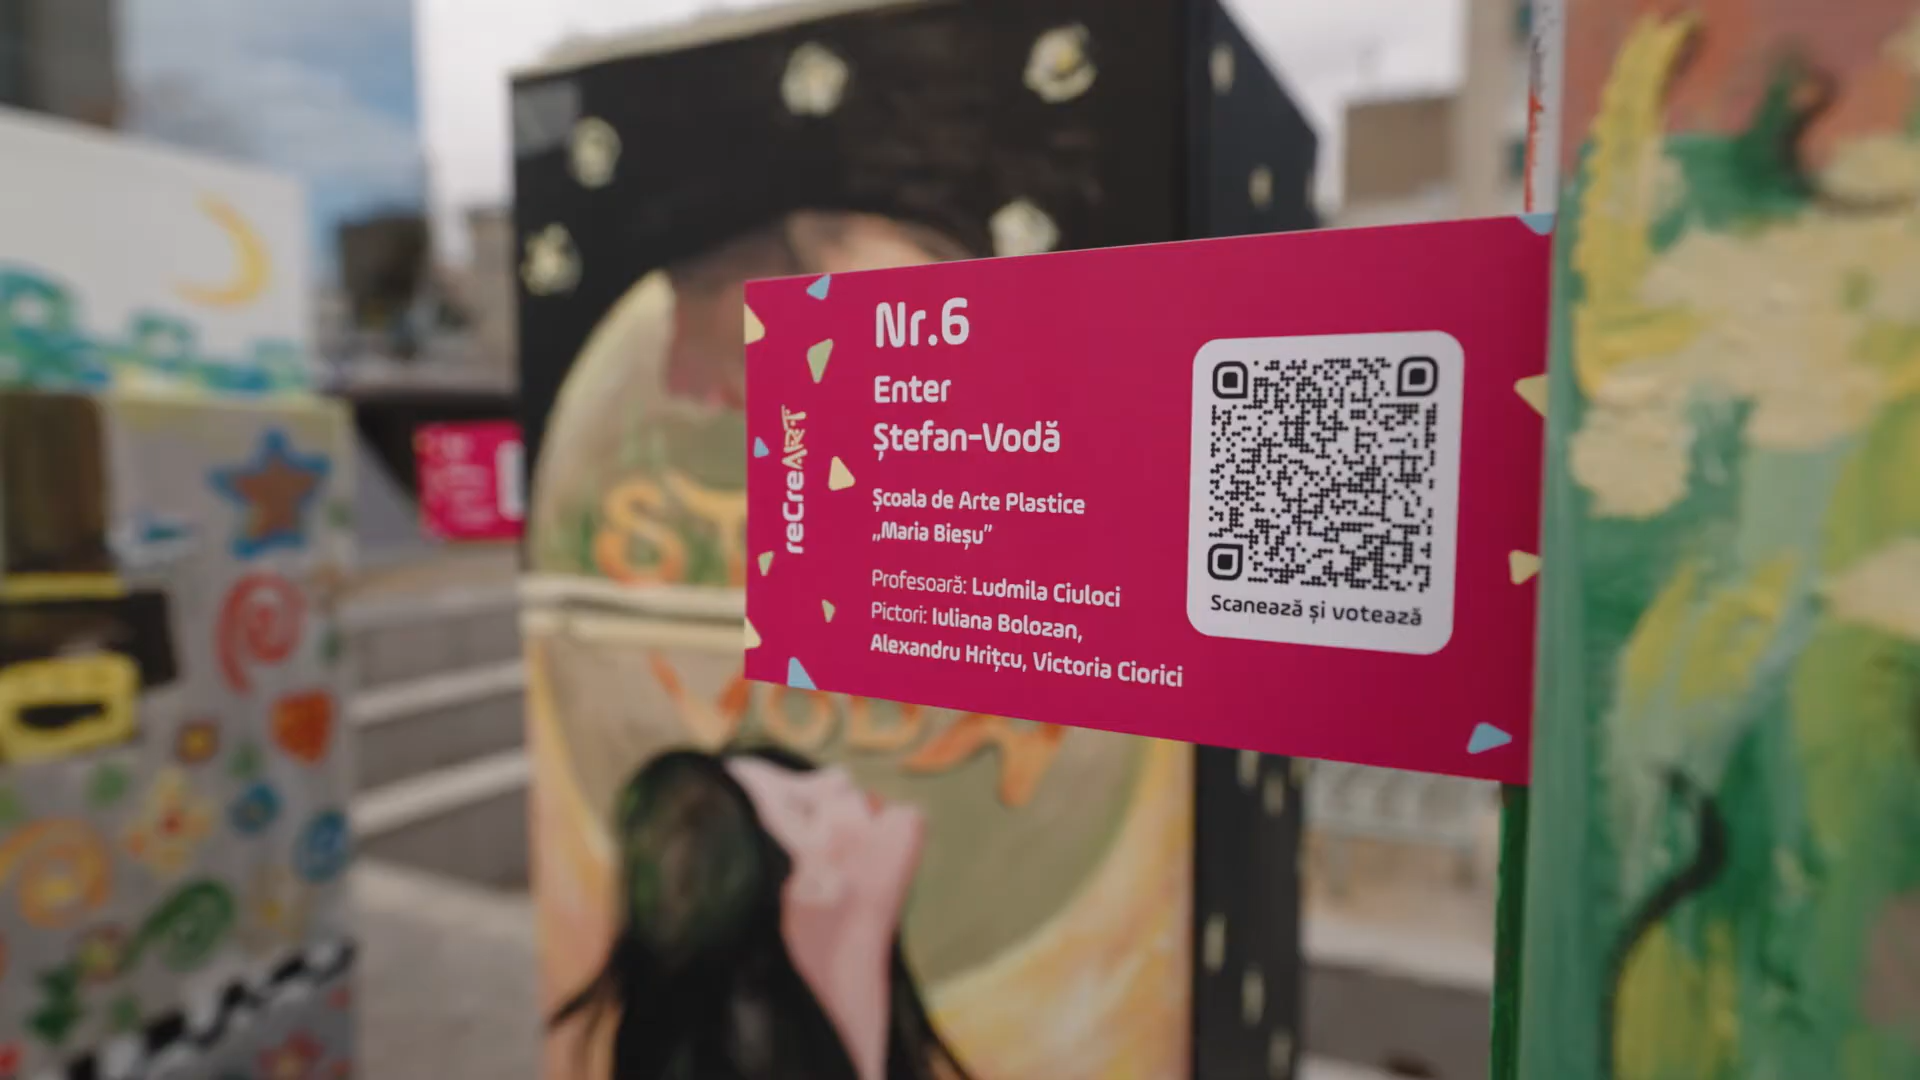 reCreART
Nr.6
Enter
Ștefan-Vodă
Școala de Arte Plastice
„Maria Bieșu”
Profesoară: Ludmila Ciuloci
Pictori: Iuliana Bolozan,
Alexandru Hrițcu, Victoria Ciorici
Scanează și votează
VODĂ